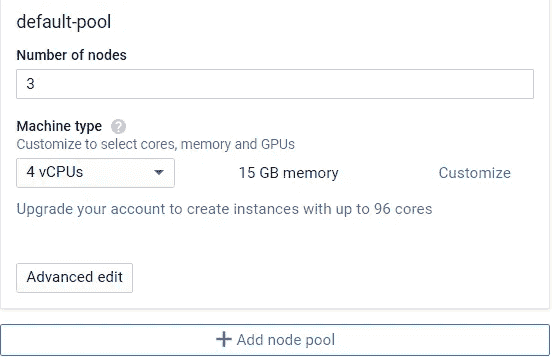 default-pool
Number of nodes
3
Machine type ?
Customize to select cores, memory and GPUs
4 vCPUs 15 GB memory Customize
Upgrade your account to create instances with up to 96 cores
Advanced edit
+ Add node pool